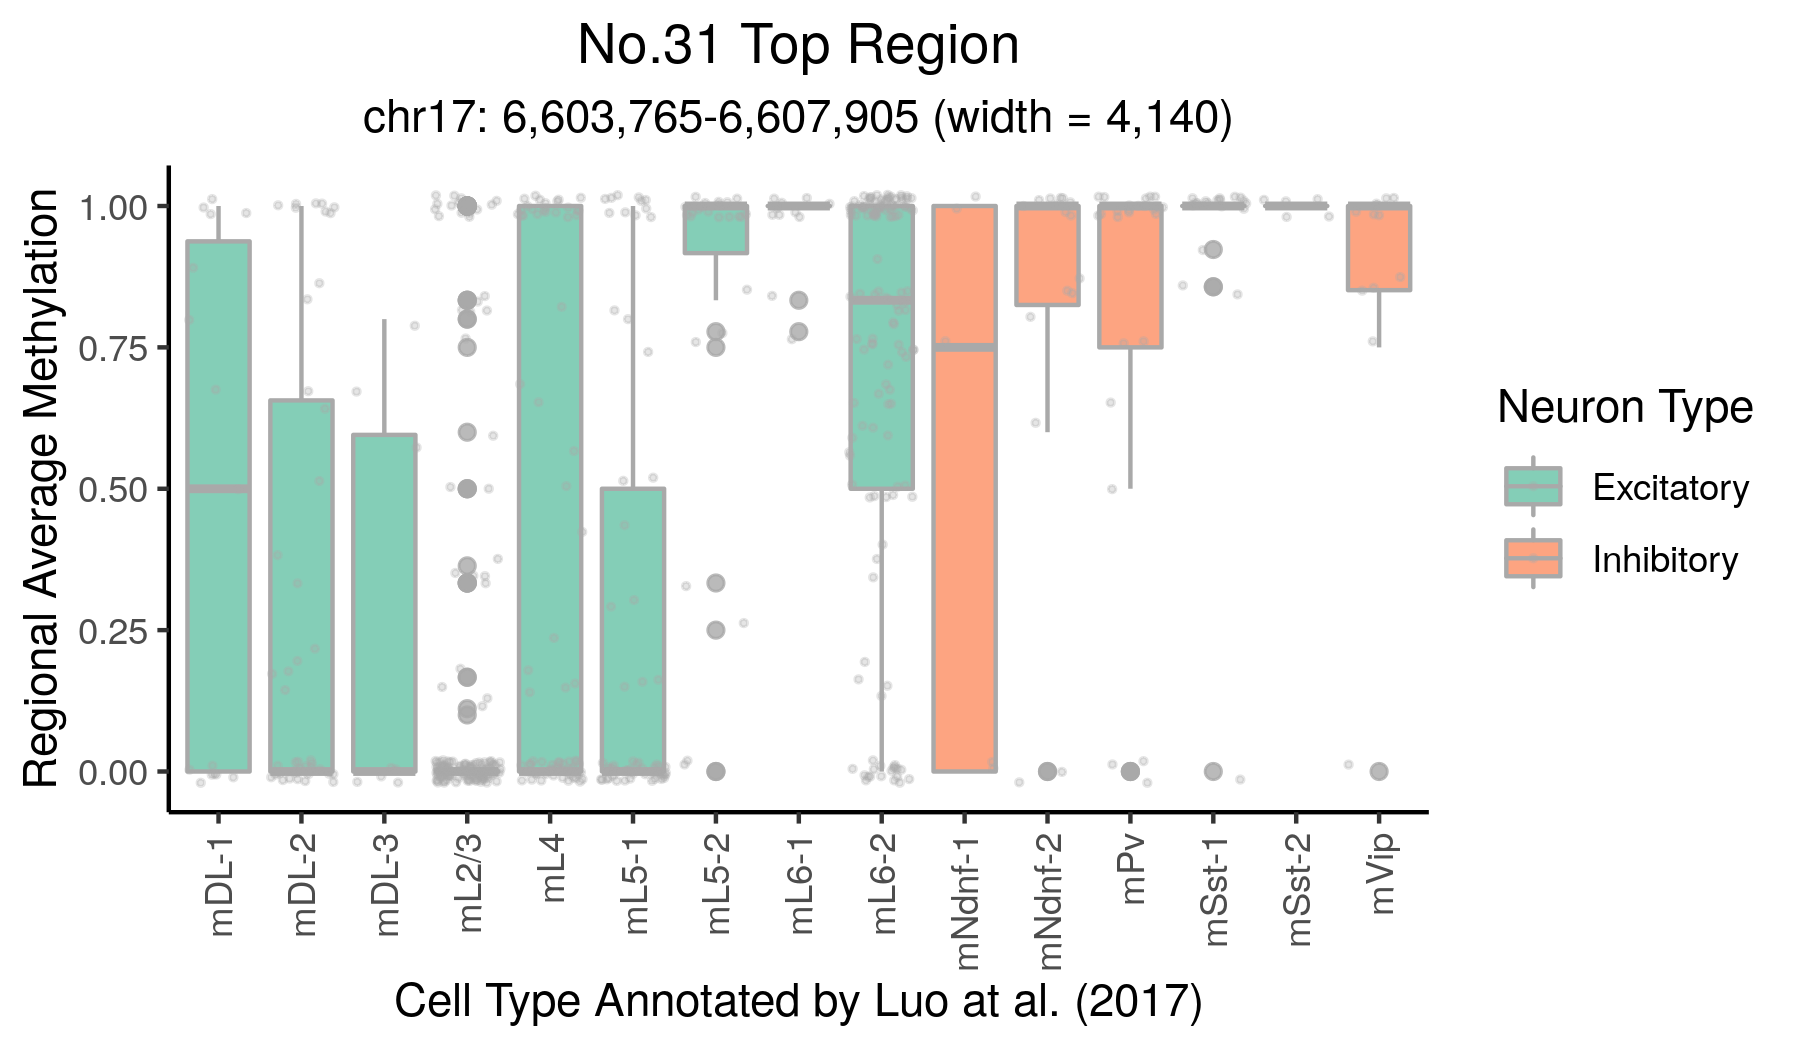 No.31 Top Region
chr17: 6,603,765-6,607,905 (width = 4,140)
Regional Average Methylation
1.00
0.75
0.50
0.25
0.00
mDL-1
mDL-2
mDL-3
mL2/3
mL4
mL5-1
mL5-2
mL6-1
mL6-2
mNdnf-1
mNdnf-2
mPv
mSst-1
mSst-2
mVip
Cell Type Annotated by Luo at al. (2017)
Neuron Type
Excitatory
Inhibitory